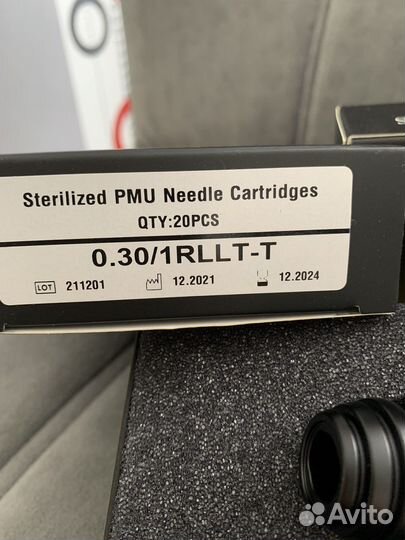 Sterilized PMU Needle Cartridges
QTY:20PCS
0.30/1RLLT-T
LOT 211201 12.2021 12.2024
Avito